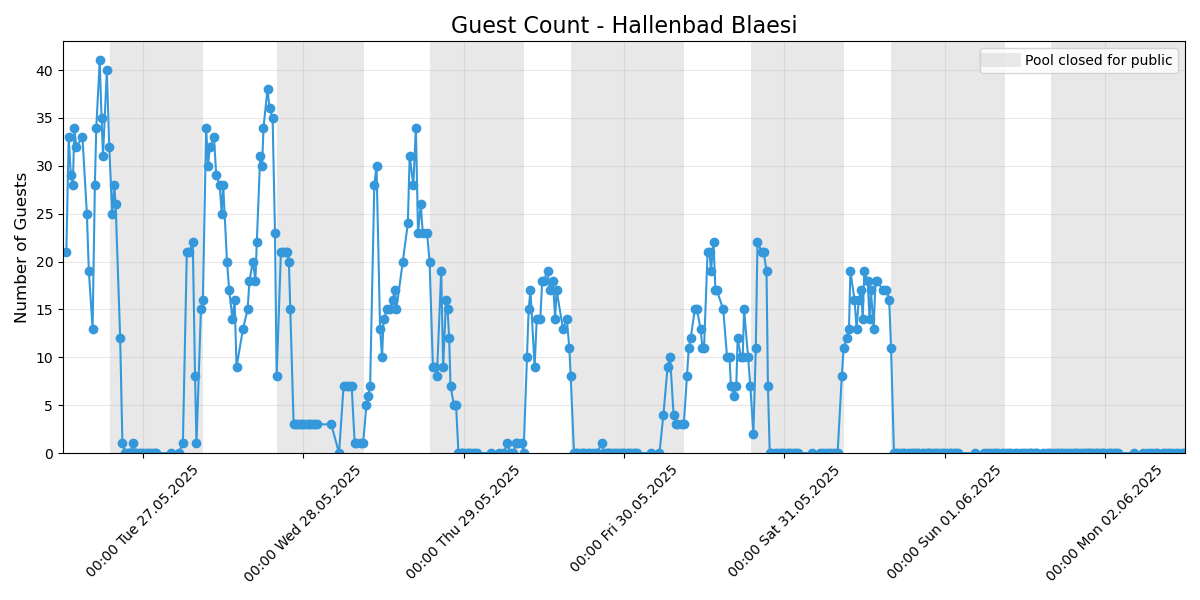 Guest Count - Hallenbad Blaesi
Pool closed for public
Number of Guests
40
35
30
25
20
15
10
5
0
00:00 Tue 27.05.2025
00:00 Wed 28.05.2025
00:00 Thu 29.05.2025
00:00 Fri 30.05.2025
00:00 Sat 31.05.2025
00:00 Sun 01.06.2025
00:00 Mon 02.06.2025